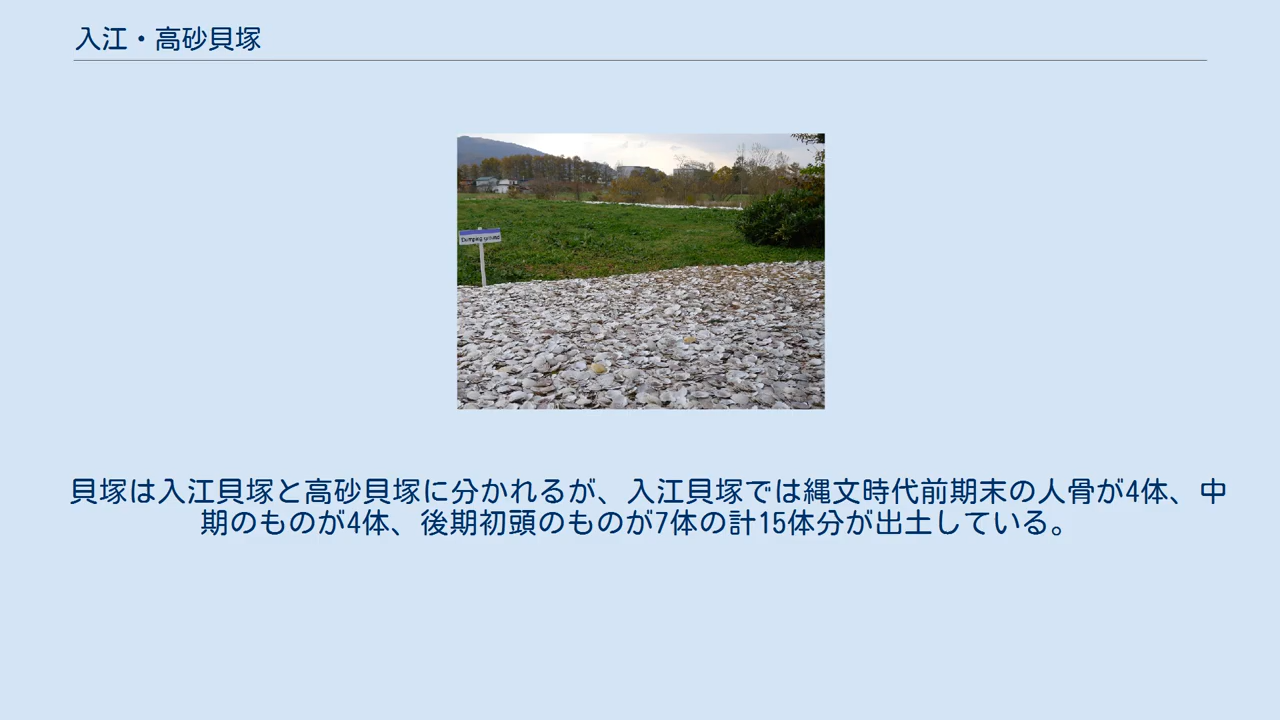 入江・高砂貝塚
Dumping ground
貝塚は入江貝塚と高砂貝塚に分かれるが、入江貝塚では縄文時代前期末の人骨が4体、中
期のものが4体、後期初頭のものが7体の計15体分が出土している。